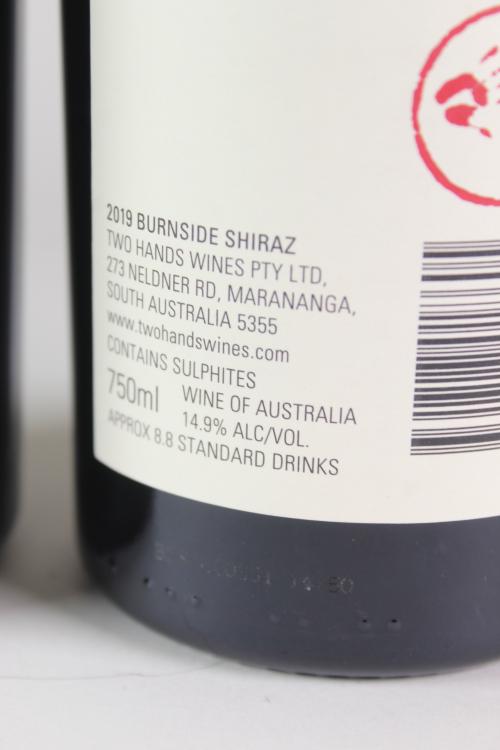 2019 BURNSIDE SHIRAZ
TWO HANDS WINES PTY LTD,
273 NELDNER RD, MARANANGA,
SOUTH AUSTRALIA 5355
www.twohandswines.com
CONTAINS SULPHITES
750ml
WINE OF AUSTRALIA
14.9% ALC/VOL.
APPROX 8.8 STANDARD DRINKS